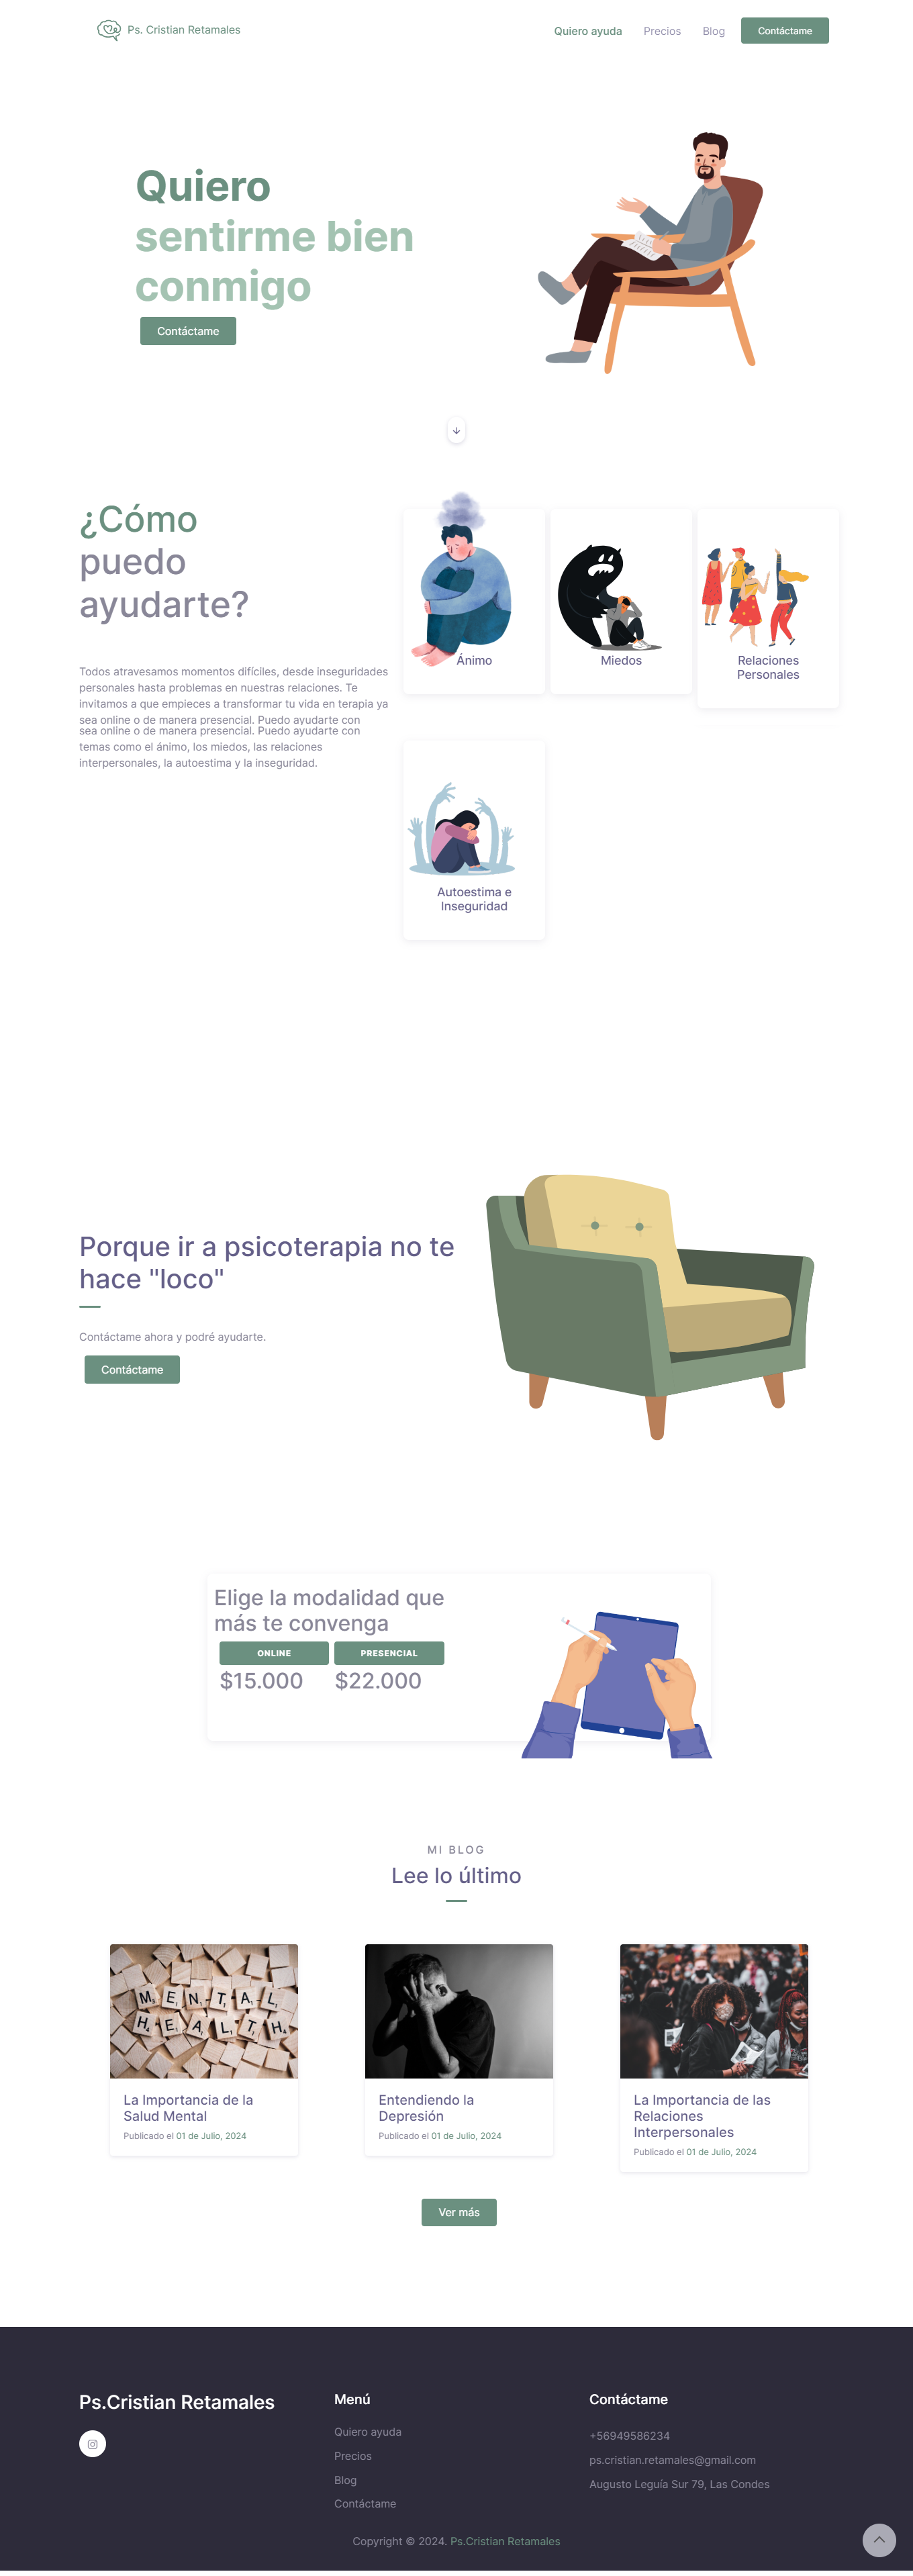 Ps. Cristian Retamales
Quiero ayuda
Precios
Blog
Contáctame
Quiero
sentirme bien
conmigo
Contáctame
¿Cómo
puedo
ayudarte?
Todos atravesamos momentos difíciles, desde inseguridades
personales hasta problemas en nuestras relaciones. Te
invitamos a que empieces a transformar tu vida en terapia ya
sea online o de manera presencial. Puedo ayudarte con
sea online o de manera presencial. Puedo ayudarte con
temas como el ánimo, los miedos, las relaciones
interpersonales, la autoestima y la inseguridad.
Ánimo
Miedos
Relaciones
Personales
Autoestima e
Inseguridad
Porque ir a psicoterapia no te
hace "loco"
Contáctame ahora y podré ayudarte.
Contáctame
Elige la modalidad que
más te convenga
ONLINE
PRESENCIAL
$15.000
$22.000
MI BLOG
Lee lo último
MENTAL
HEALTH
La Importancia de la
Salud Mental
Publicado el 01 de Julio, 2024
Entendiendo la
Depresión
Publicado el 01 de Julio, 2024
La Importancia de las
Relaciones
Interpersonales
Publicado el 01 de Julio, 2024
Ver más
Ps.Cristian Retamales
Menú
Quiero ayuda
Precios
Blog
Contáctame
Contáctame
+56949586234
ps.cristian.retamales@gmail.com
Augusto Leguía Sur 79, Las Condes
Copyright © 2024. Ps.Cristian Retamales